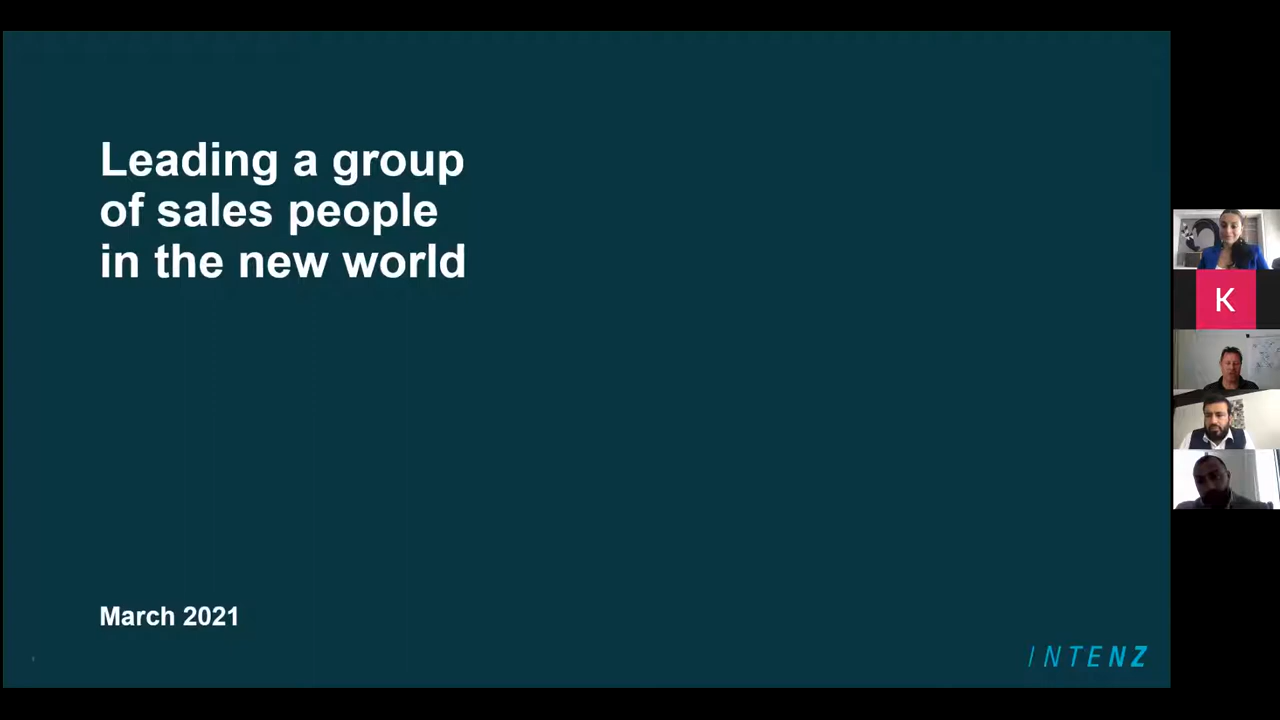 Leading a group
of sales people
in the new world
K
March 2021
INTENZ